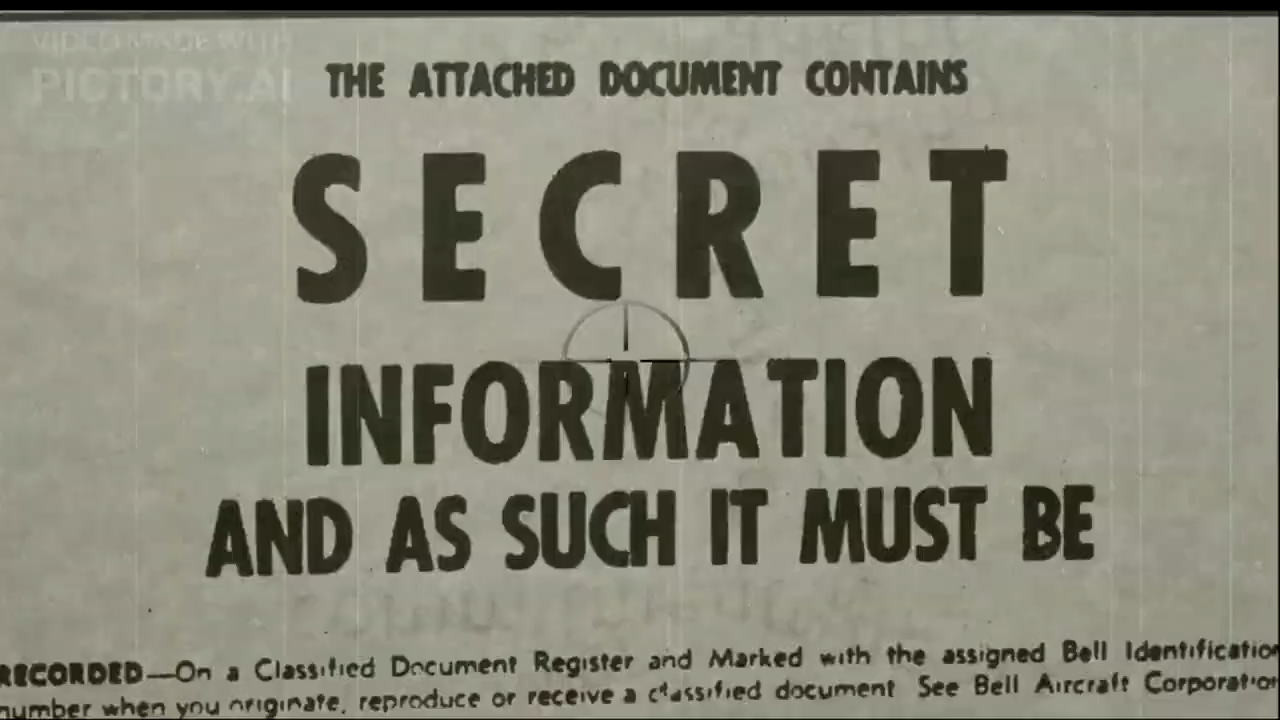 VIDEO MADE WITH
PICTORY.AI
THE ATTACHED DOCUMENT CONTAINS
SECRET
INFORMATION
AND AS SUCH IT MUST BE
RECORDED—On a Classified Document Register and Marked with the assigned Bell Identification
number when you originate, reproduce or receive a classified document See Bell Aircraft Corporation